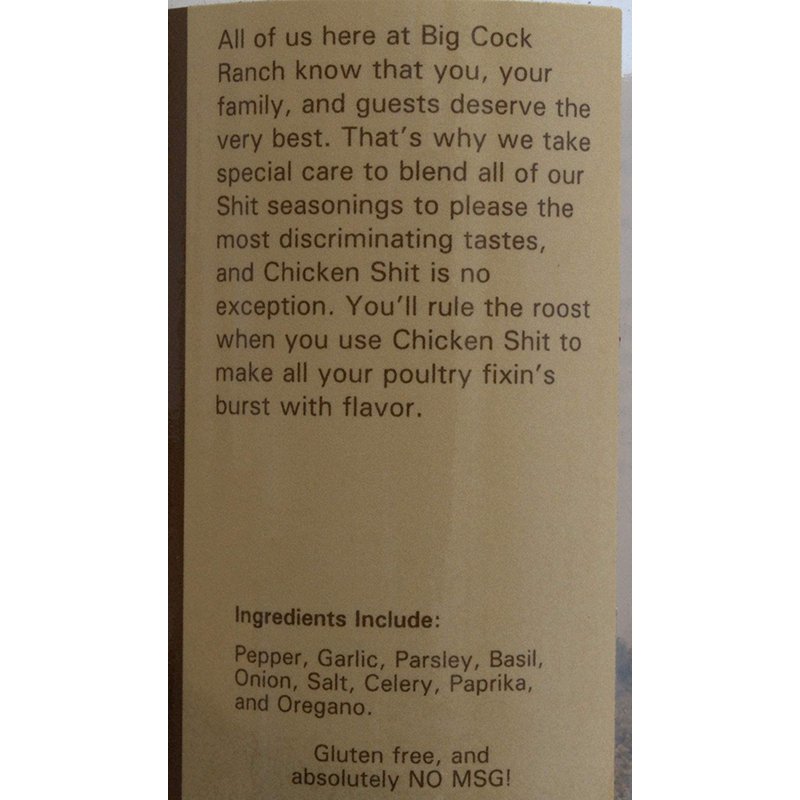 All of us here at Big Cock
Ranch know that you, your
family, and guests deserve the
very best. That's why we take
special care to blend all of our
Shit seasonings to please the
most discriminating tastes,
and Chicken Shit is no
exception. You'll rule the roost
when you use Chicken Shit to
make all your poultry fixin's
burst with flavor.
Ingredients Include:
Pepper, Garlic, Parsley, Basil,
Onion, Salt, Celery, Paprika,
and Oregano.
Gluten free, and
absolutely NO MSG!